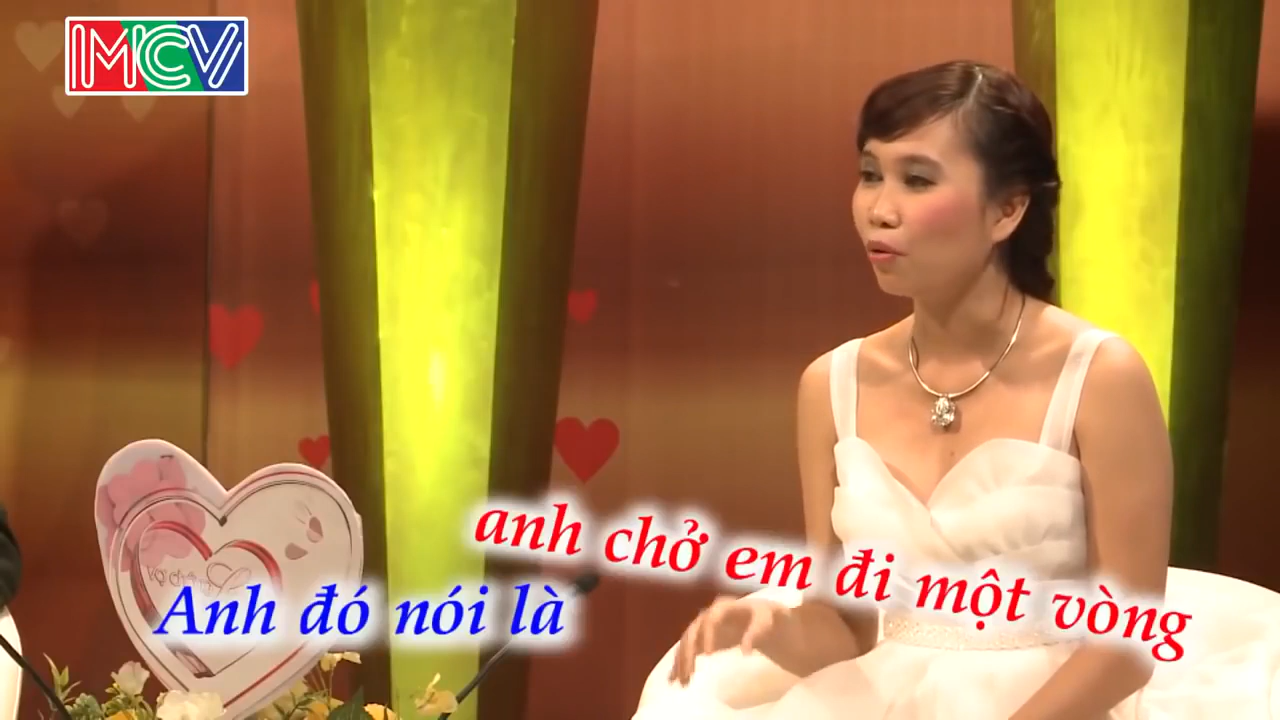 MCV
anh chở em đi một vòng
Anh đó nói là